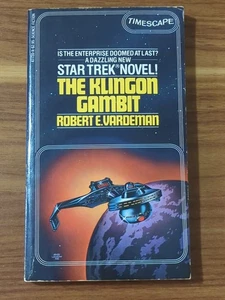 TIMESCAPE
IS THE ENTERPRISE DOOMED AT LAST?
A DAZZLING NEW
STAR TREK® NOVEL!
THE KLINGON
GAMBIT
ROBERT E. VARDEMAN